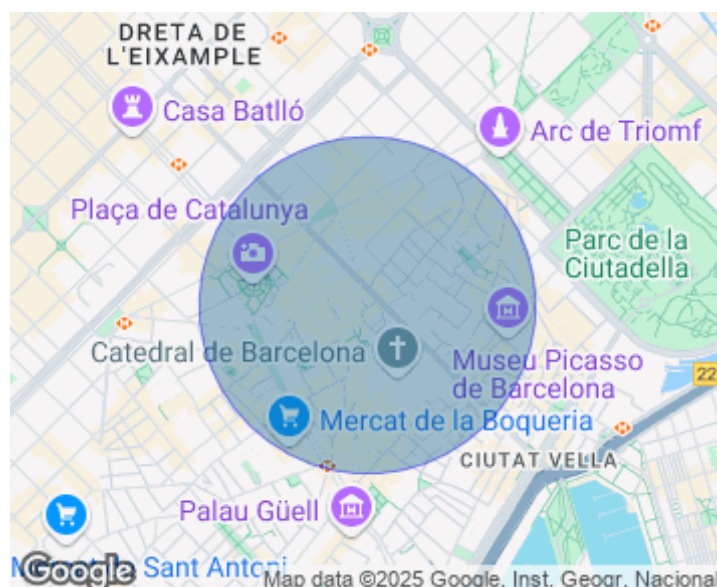 DRETA DE
L'EIXAMPLE
Casa Batlló
Arc de Triomf
Plaça de Catalunya
Parc de la
Ciutadella
Catedral de Barcelona
Museu Picasso
de Barcelona
22
Mercat de la Boqueria
CIUTAT VELLA
Palau Güell
Sant Antoni
Google
Map data ©2025 Google, Inst. Geogr. Nacional